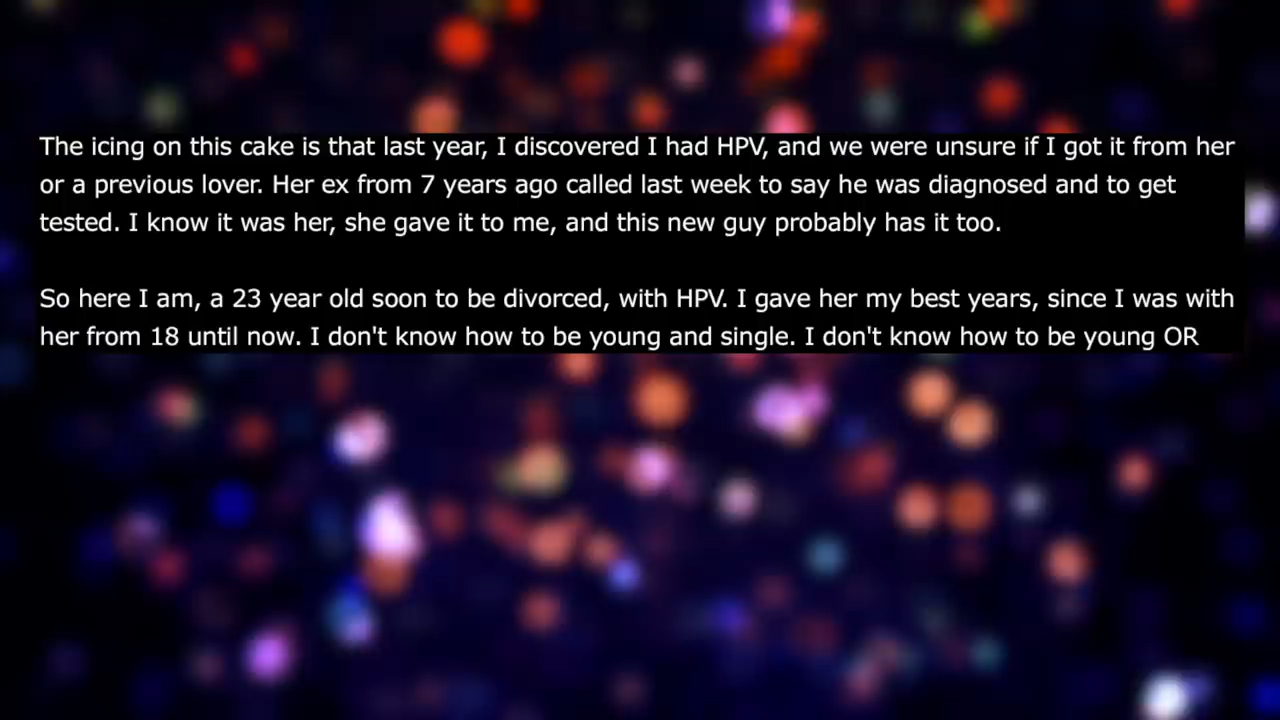 The icing on this cake is that last year, I discovered I had HPV, and we were unsure if I got it from her
or a previous lover. Her ex from 7 years ago called last week to say he was diagnosed and to get
tested. I know it was her, she gave it to me, and this new guy probably has it too.
So here I am, a 23 year old soon to be divorced, with HPV. I gave her my best years, since I was with
her from 18 until now. I don't know how to be young and single. I don't know how to be young OR